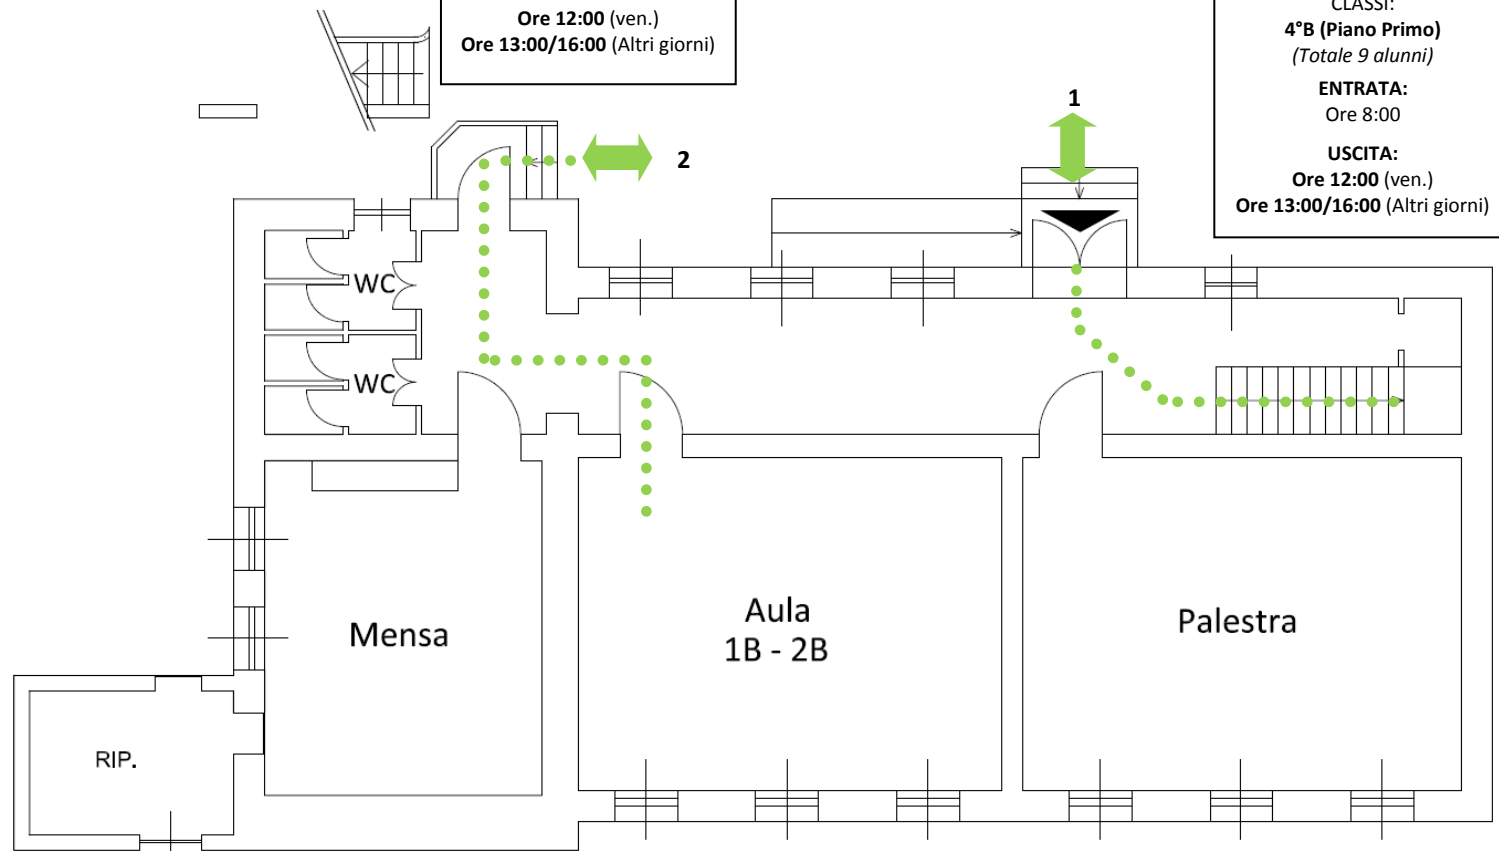 Ore 12:00 (ven.)
Ore 13:00/16:00 (Altri giorni)
CLASSI:
4°B (Piano Primo)
(Totale 9 alunni)
ENTRATA:
Ore 8:00
USCITA:
Ore 12:00 (ven.)
Ore 13:00/16:00 (Altri giorni)
1
2
WC
WC
Mensa
Aula
1B - 2B
Palestra
RIP.